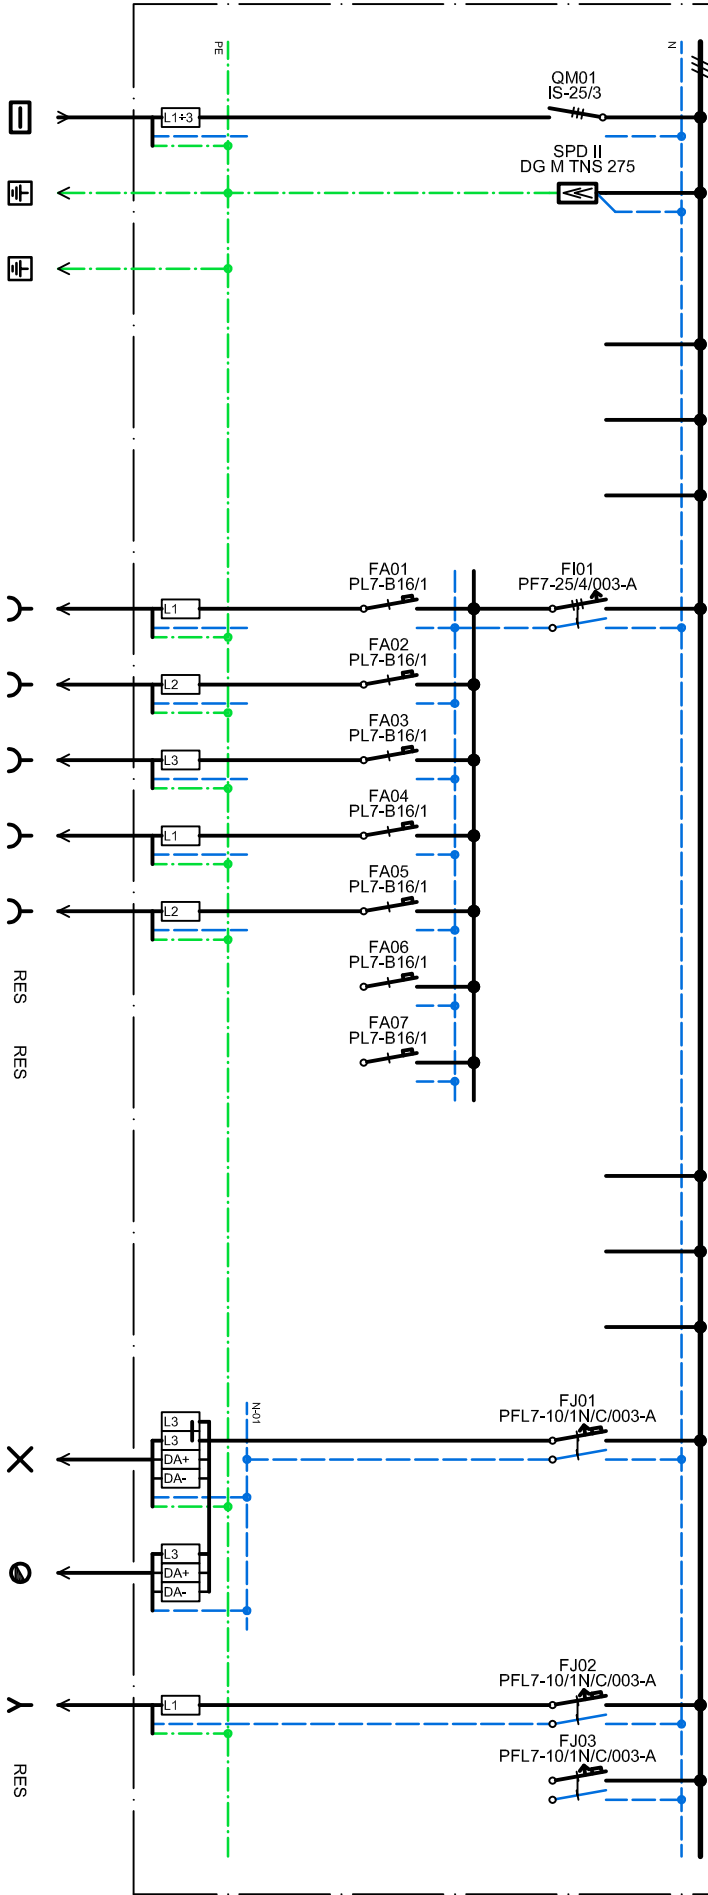 PE
N
QM01
IS-25/3
L1÷3
SPD II
DG M TNS 275
FA01
PL7-B16/1
FI01
PF7-25/4/003-A
L1
FA02
PL7-B16/1
L2
FA03
PL7-B16/1
L3
FA04
PL7-B16/1
L1
FA05
PL7-B16/1
L2
FA06
PL7-B16/1
RES
FA07
PL7-B16/1
RES
N-01
FJ01
PFL7-10/1N/C/003-A
L3
L3
DA+
DA-
L3
DA+
DA-
FJ02
PFL7-10/1N/C/003-A
L1
FJ03
PFL7-10/1N/C/003-A
RES